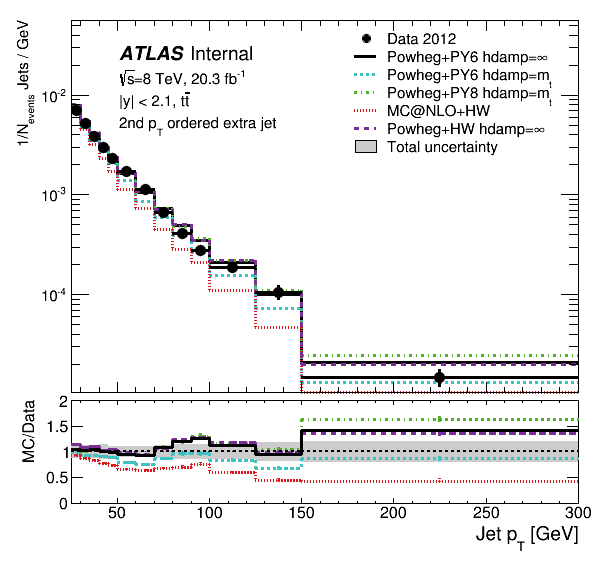 ATLAS Internal
√s=8 TeV, 20.3 fb⁻¹
|y| < 2.1, tt̄
2nd p_T ordered extra jet
Data 2012
Powheg+PY6 hdamp=∞
Powheg+PY6 hdamp=m_t
Powheg+PY8 hdamp=m_t
MC@NLO+HW
Powheg+HW hdamp=∞
Total uncertainty
1/N_events Jets / GeV
10⁻²
10⁻³
10⁻⁴
MC/Data
2
1.5
1
0.5
0
50 100 150 200 250 300
Jet p_T [GeV]